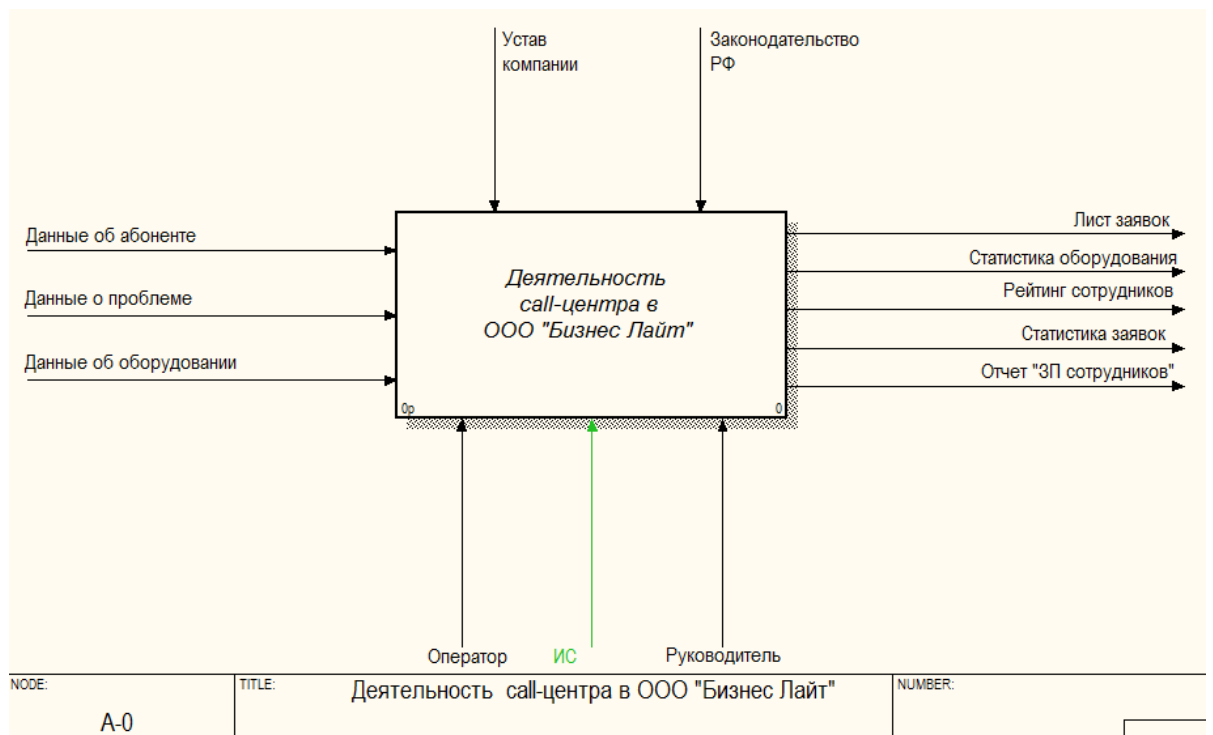 Устав
компании
Законодательство
РФ
Данные об абоненте
Данные о проблеме
Данные об оборудовании
Деятельность
call-центра в
ООО "Бизнес Лайт"
0р
0
Лист заявок
Статистика оборудования
Рейтинг сотрудников
Статистика заявок
Отчет "ЗП сотрудников"
Оператор
ИС
Руководитель
NODE:
A-0
TITLE:
Деятельность call-центра в ООО "Бизнес Лайт"
NUMBER: